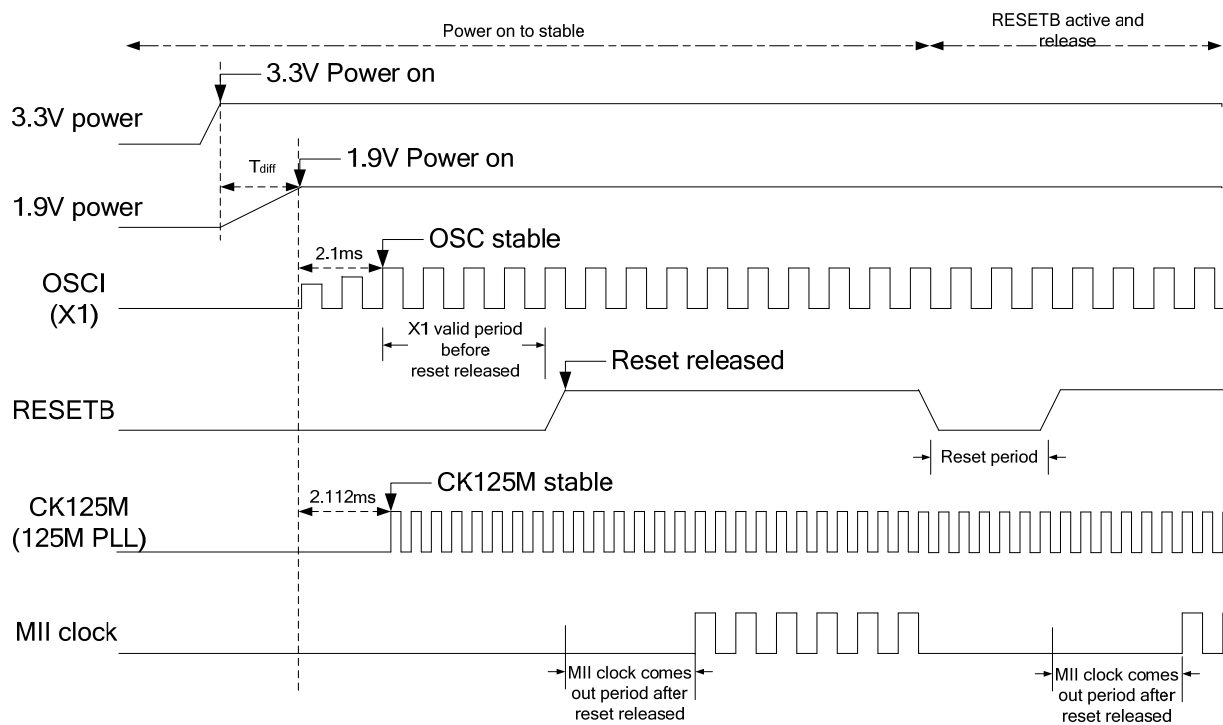 Power on to stable
RESETB active and
release
3.3V Power on
3.3V power
Tdiff
1.9V Power on
1.9V power
2.1ms
OSC stable
OSCI
(X1)
X1 valid period
before
reset released
Reset released
RESETB
Reset period
2.112ms
CK125M stable
CK125M
(125M PLL)
MII clock
MII clock comes
out period after
reset released
MII clock comes
out period after
reset released